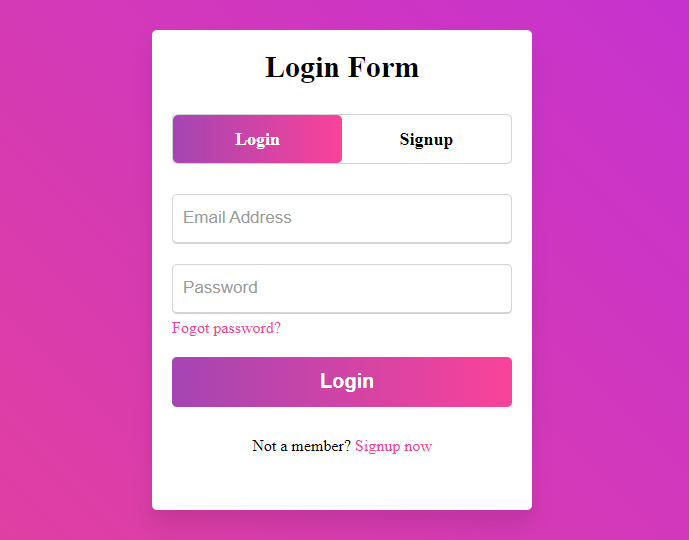 Login Form
Login Signup
Email Address
Password
Fogot password?
Login
Not a member? Signup now